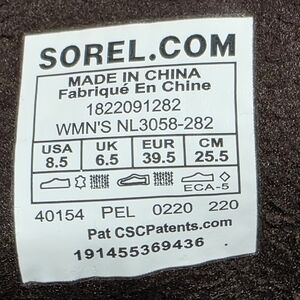 SOREL.COM
MADE IN CHINA
Fabriqué En Chine
1822091282
WMN'S NL3058-282
USA UK EUR CM
8.5 6.5 39.5 25.5
ECA-5
40154 PEL 0220 220
Pat CSCPatents.com
191455369436